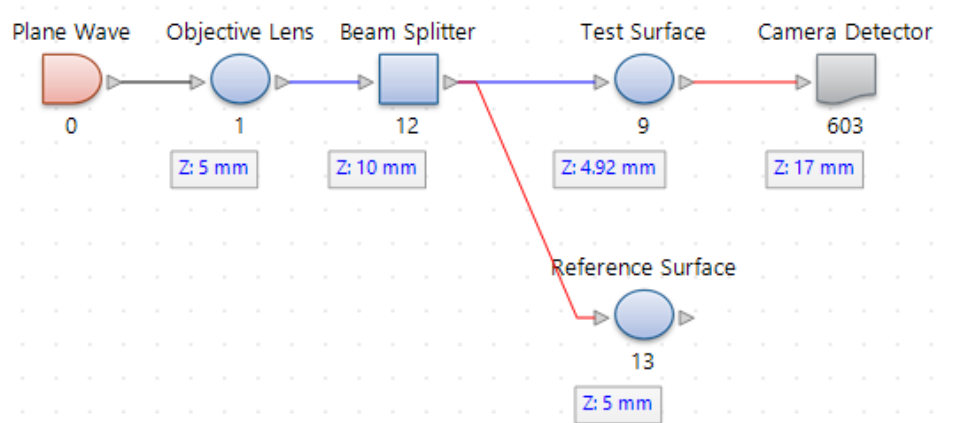 Plane Wave Objective Lens Beam Splitter Test Surface Camera Detector
0 1 12 9 603
Z: 5 mm Z: 10 mm Z: 4.92 mm Z: 17 mm
Reference Surface
13
Z: 5 mm